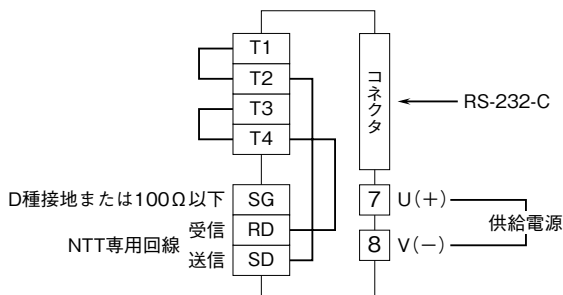 T1
T2
T3
T4
コネクタ
RS-232-C
D種接地または100Ω以下 SG
受信 RD
NTT専用回線
送信 SD
7 U(+)
供給電源
8 V(−)